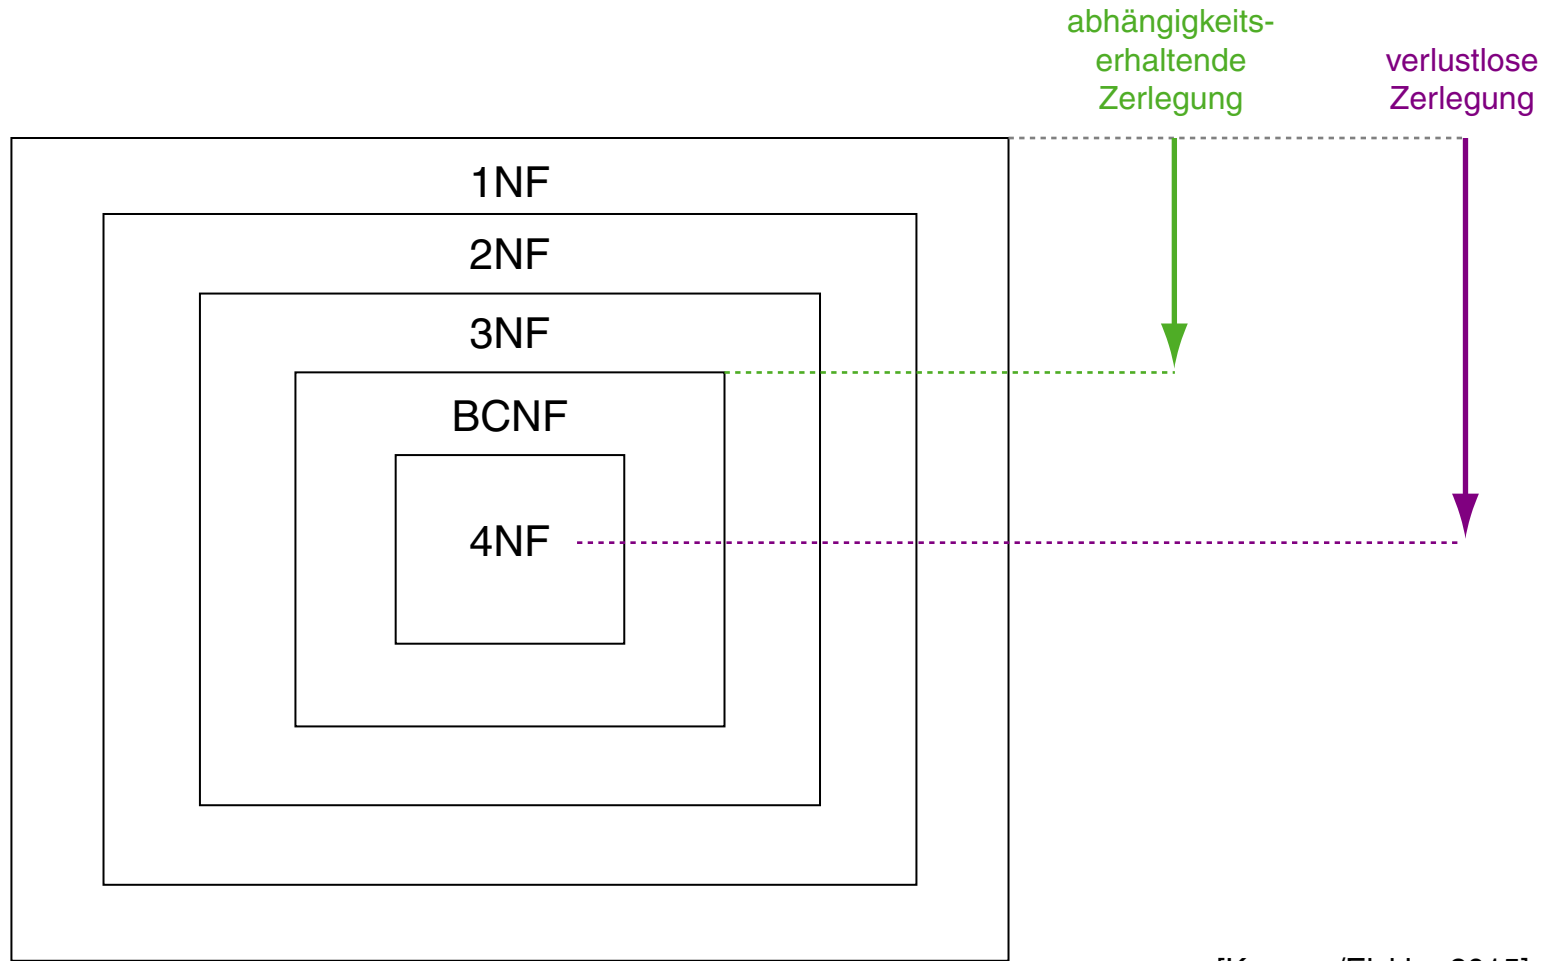 abhängigkeits-
erhaltende
Zerlegung
verlustlose
Zerlegung
1NF
2NF
3NF
BCNF
4NF